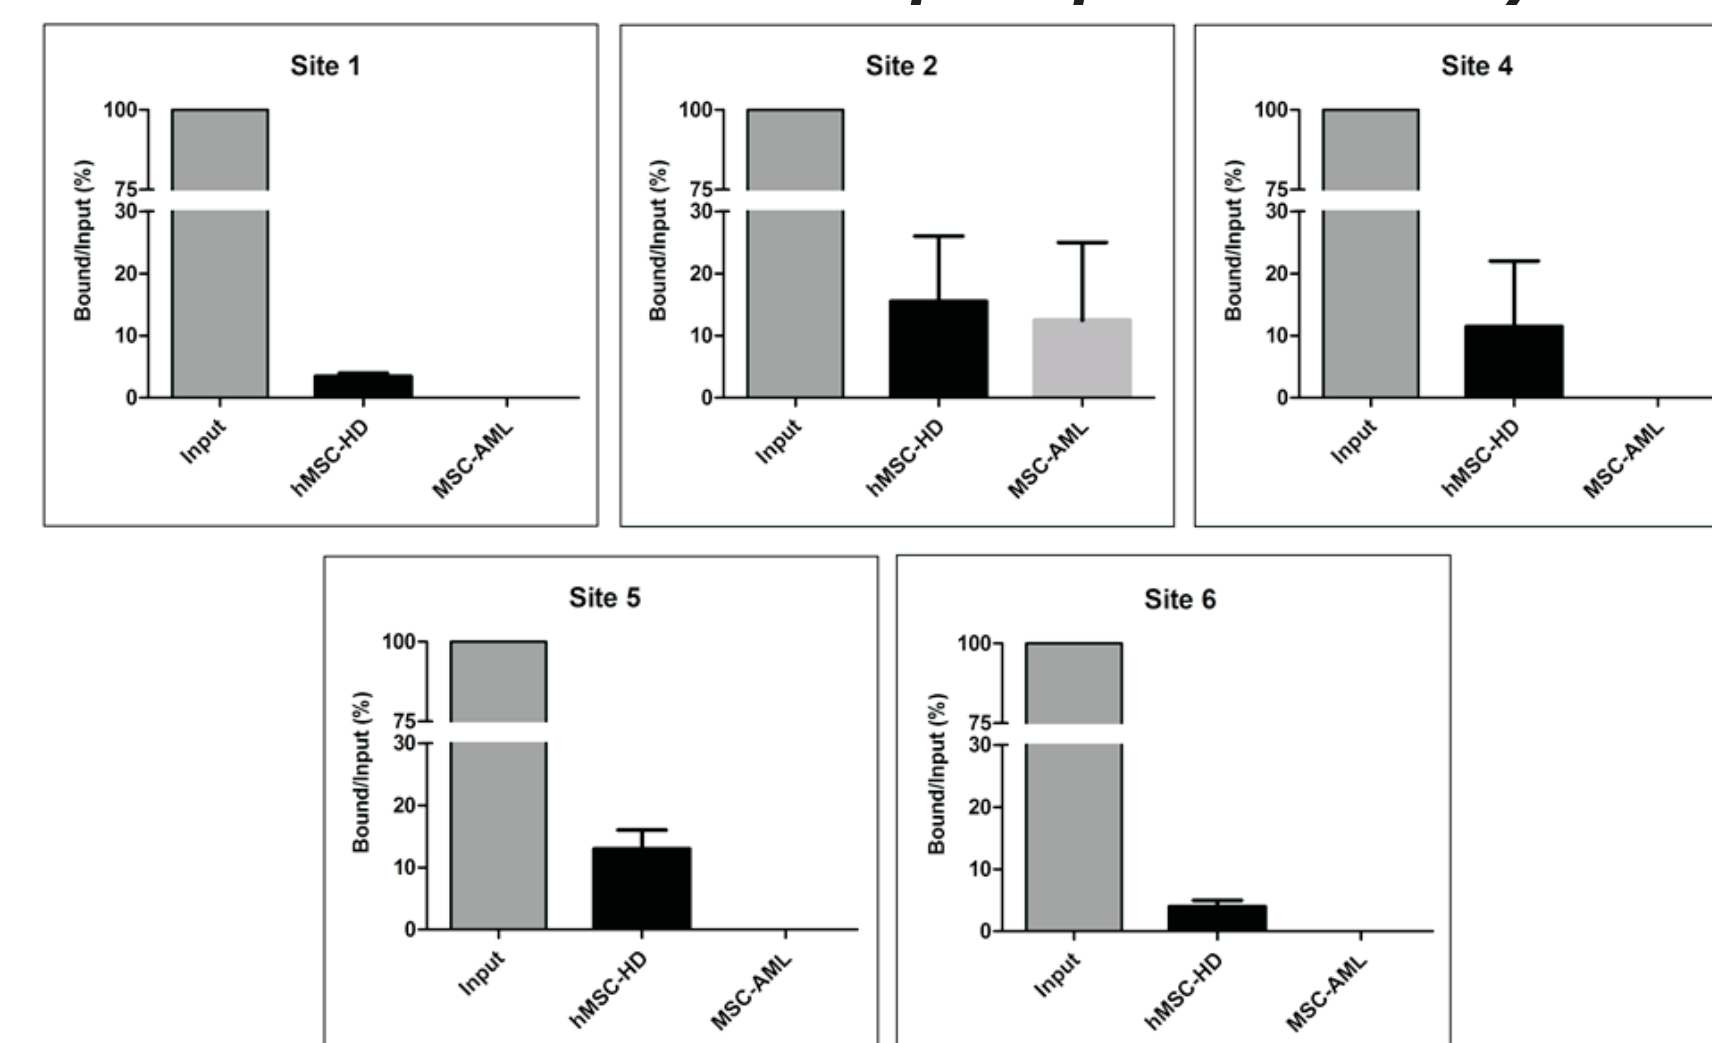 Site 1
100
75
30
20
10
0
Bound/Input (%)
Input
hMSC-HD
MSC-AML
Site 2
100
75
30
20
10
0
Bound/Input (%)
Input
hMSC-HD
MSC-AML
Site 4
100
75
30
20
10
0
Bound/Input (%)
Input
hMSC-HD
MSC-AML
Site 5
100
75
30
20
10
0
Bound/Input (%)
Input
hMSC-HD
MSC-AML
Site 6
100
75
30
20
10
0
Bound/Input (%)
Input
hMSC-HD
MSC-AML